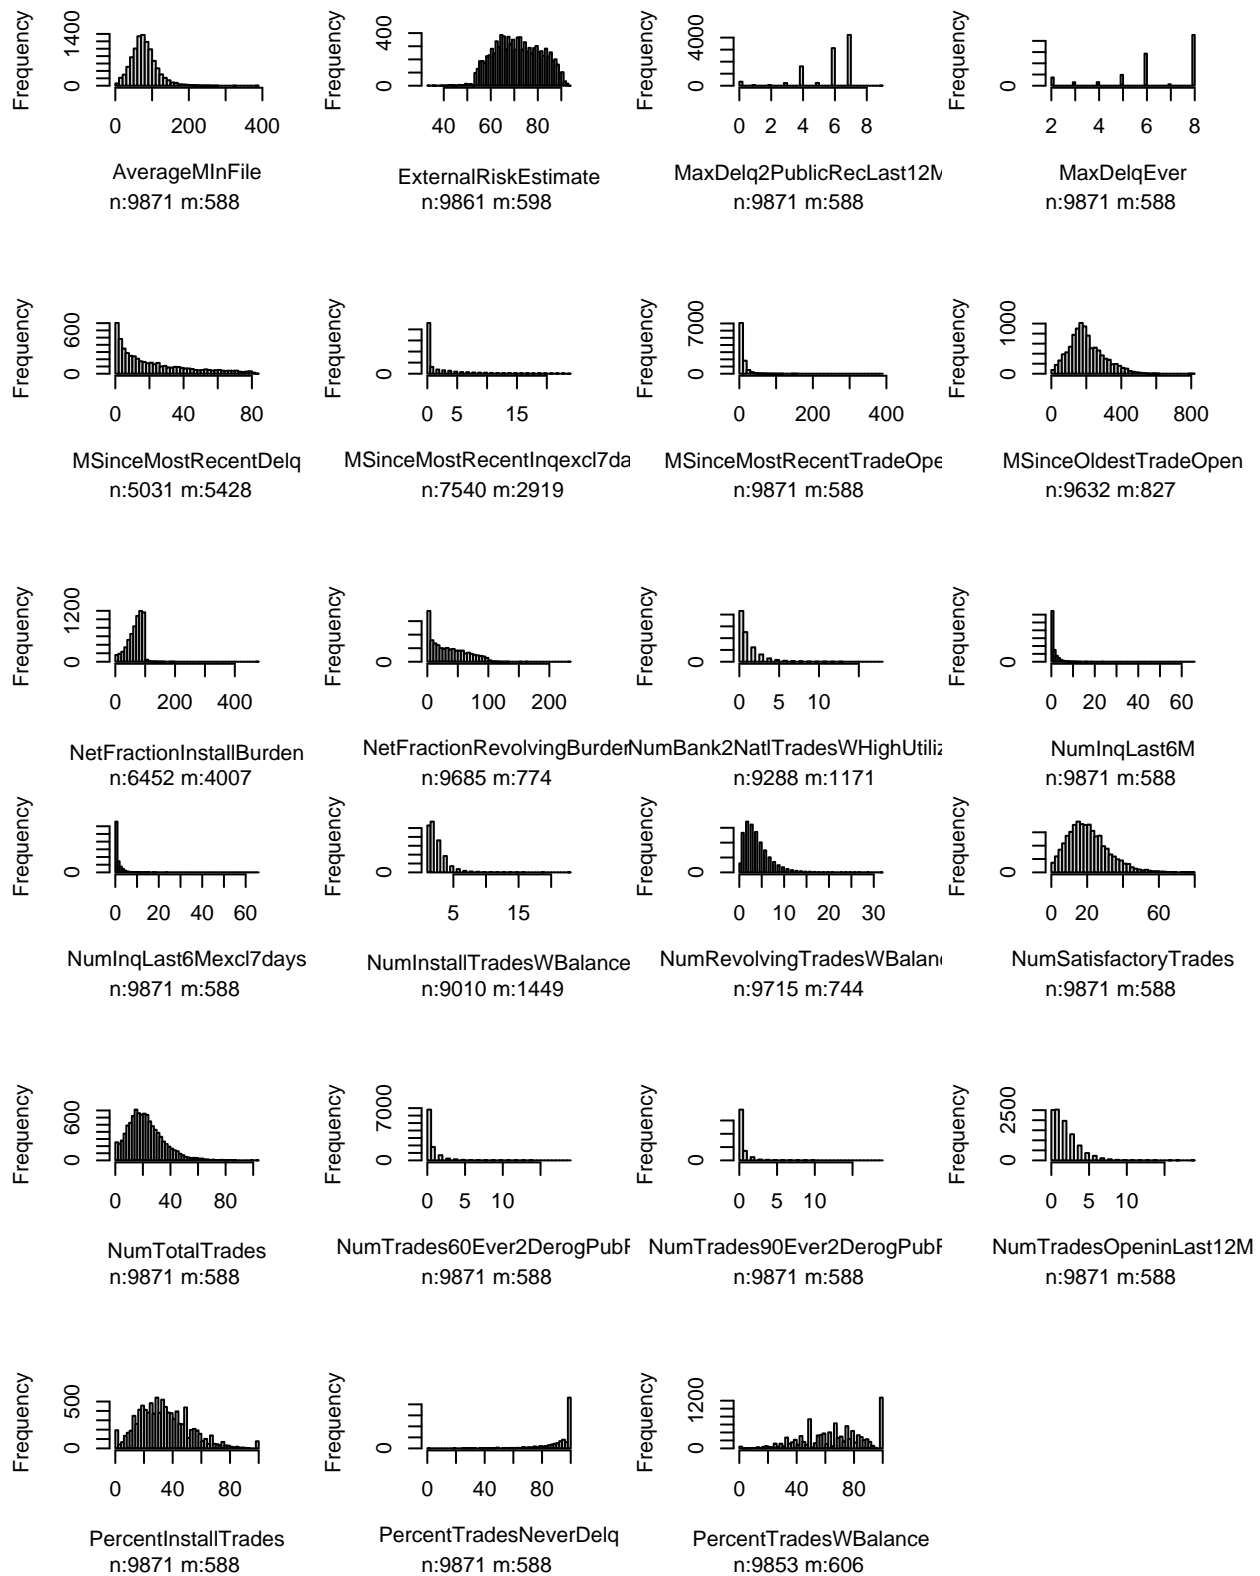 Frequency
0
1400
0 200 400
AverageMInFile
n:9871 m:588
0
400
40 60 80
ExternalRiskEstimate
n:9861 m:598
Frequency
0
4000
0 2 4 6 8
MaxDelq2PublicRecLast12M
n:9871 m:588
Frequency
0
2 4 6 8
MaxDelqEver
n:9871 m:588
Frequency
Frequency
0
600
0 40 80
MSinceMostRecentDelq
n:5031 m:5428
Frequency
0
0 5 15
MSinceMostRecentInqexcl7da
n:7540 m:2919
Frequency
0
7000
0 200 400
MSinceMostRecentTradeOpe
n:9871 m:588
Frequency
0
1000
0 400 800
MSinceOldestTradeOpen
n:9632 m:827
Frequency
0
1200
0 200 400
NetFractionInstallBurden
n:6452 m:4007
Frequency
0
0 100 200
NetFractionRevolvingBurden
n:9685 m:774
Frequency
0
0 5 10
NumBank2NatlTradesWHighUtiliz
n:9288 m:1171
Frequency
0
0 20 40 60
NumInqLast6M
n:9871 m:588
Frequency
0
0 20 40 60
NumInqLast6Mexcl7days
n:9871 m:588
Frequency
0
5 15
NumInstallTradesWBalance
n:9010 m:1449
Frequency
0
0 10 20 30
NumRevolvingTradesWBalanc
n:9715 m:744
Frequency
0
0 20 60
NumSatisfactoryTrades
n:9871 m:588
Frequency
0
600
0 40 80
NumTotalTrades
n:9871 m:588
Frequency
0
7000
0 5 10
NumTrades60Ever2DerogPubR
n:9871 m:588
Frequency
0
0 5 10
NumTrades90Ever2DerogPubR
n:9871 m:588
Frequency
0
2500
0 5 10
NumTradesOpeninLast12M
n:9871 m:588
Frequency
0
500
0 40 80
PercentInstallTrades
n:9871 m:588
Frequency
0
0 40 80
PercentTradesNeverDelq
n:9871 m:588
Frequency
0
1200
0 40 80
PercentTradesWBalance
n:9853 m:606